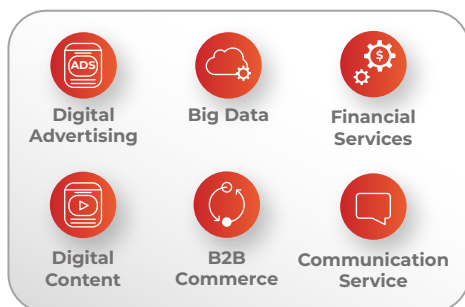 ADS
$
Digital
Advertising
Big Data
Financial
Services
Digital
Content
B2B
Commerce
Communication
Service